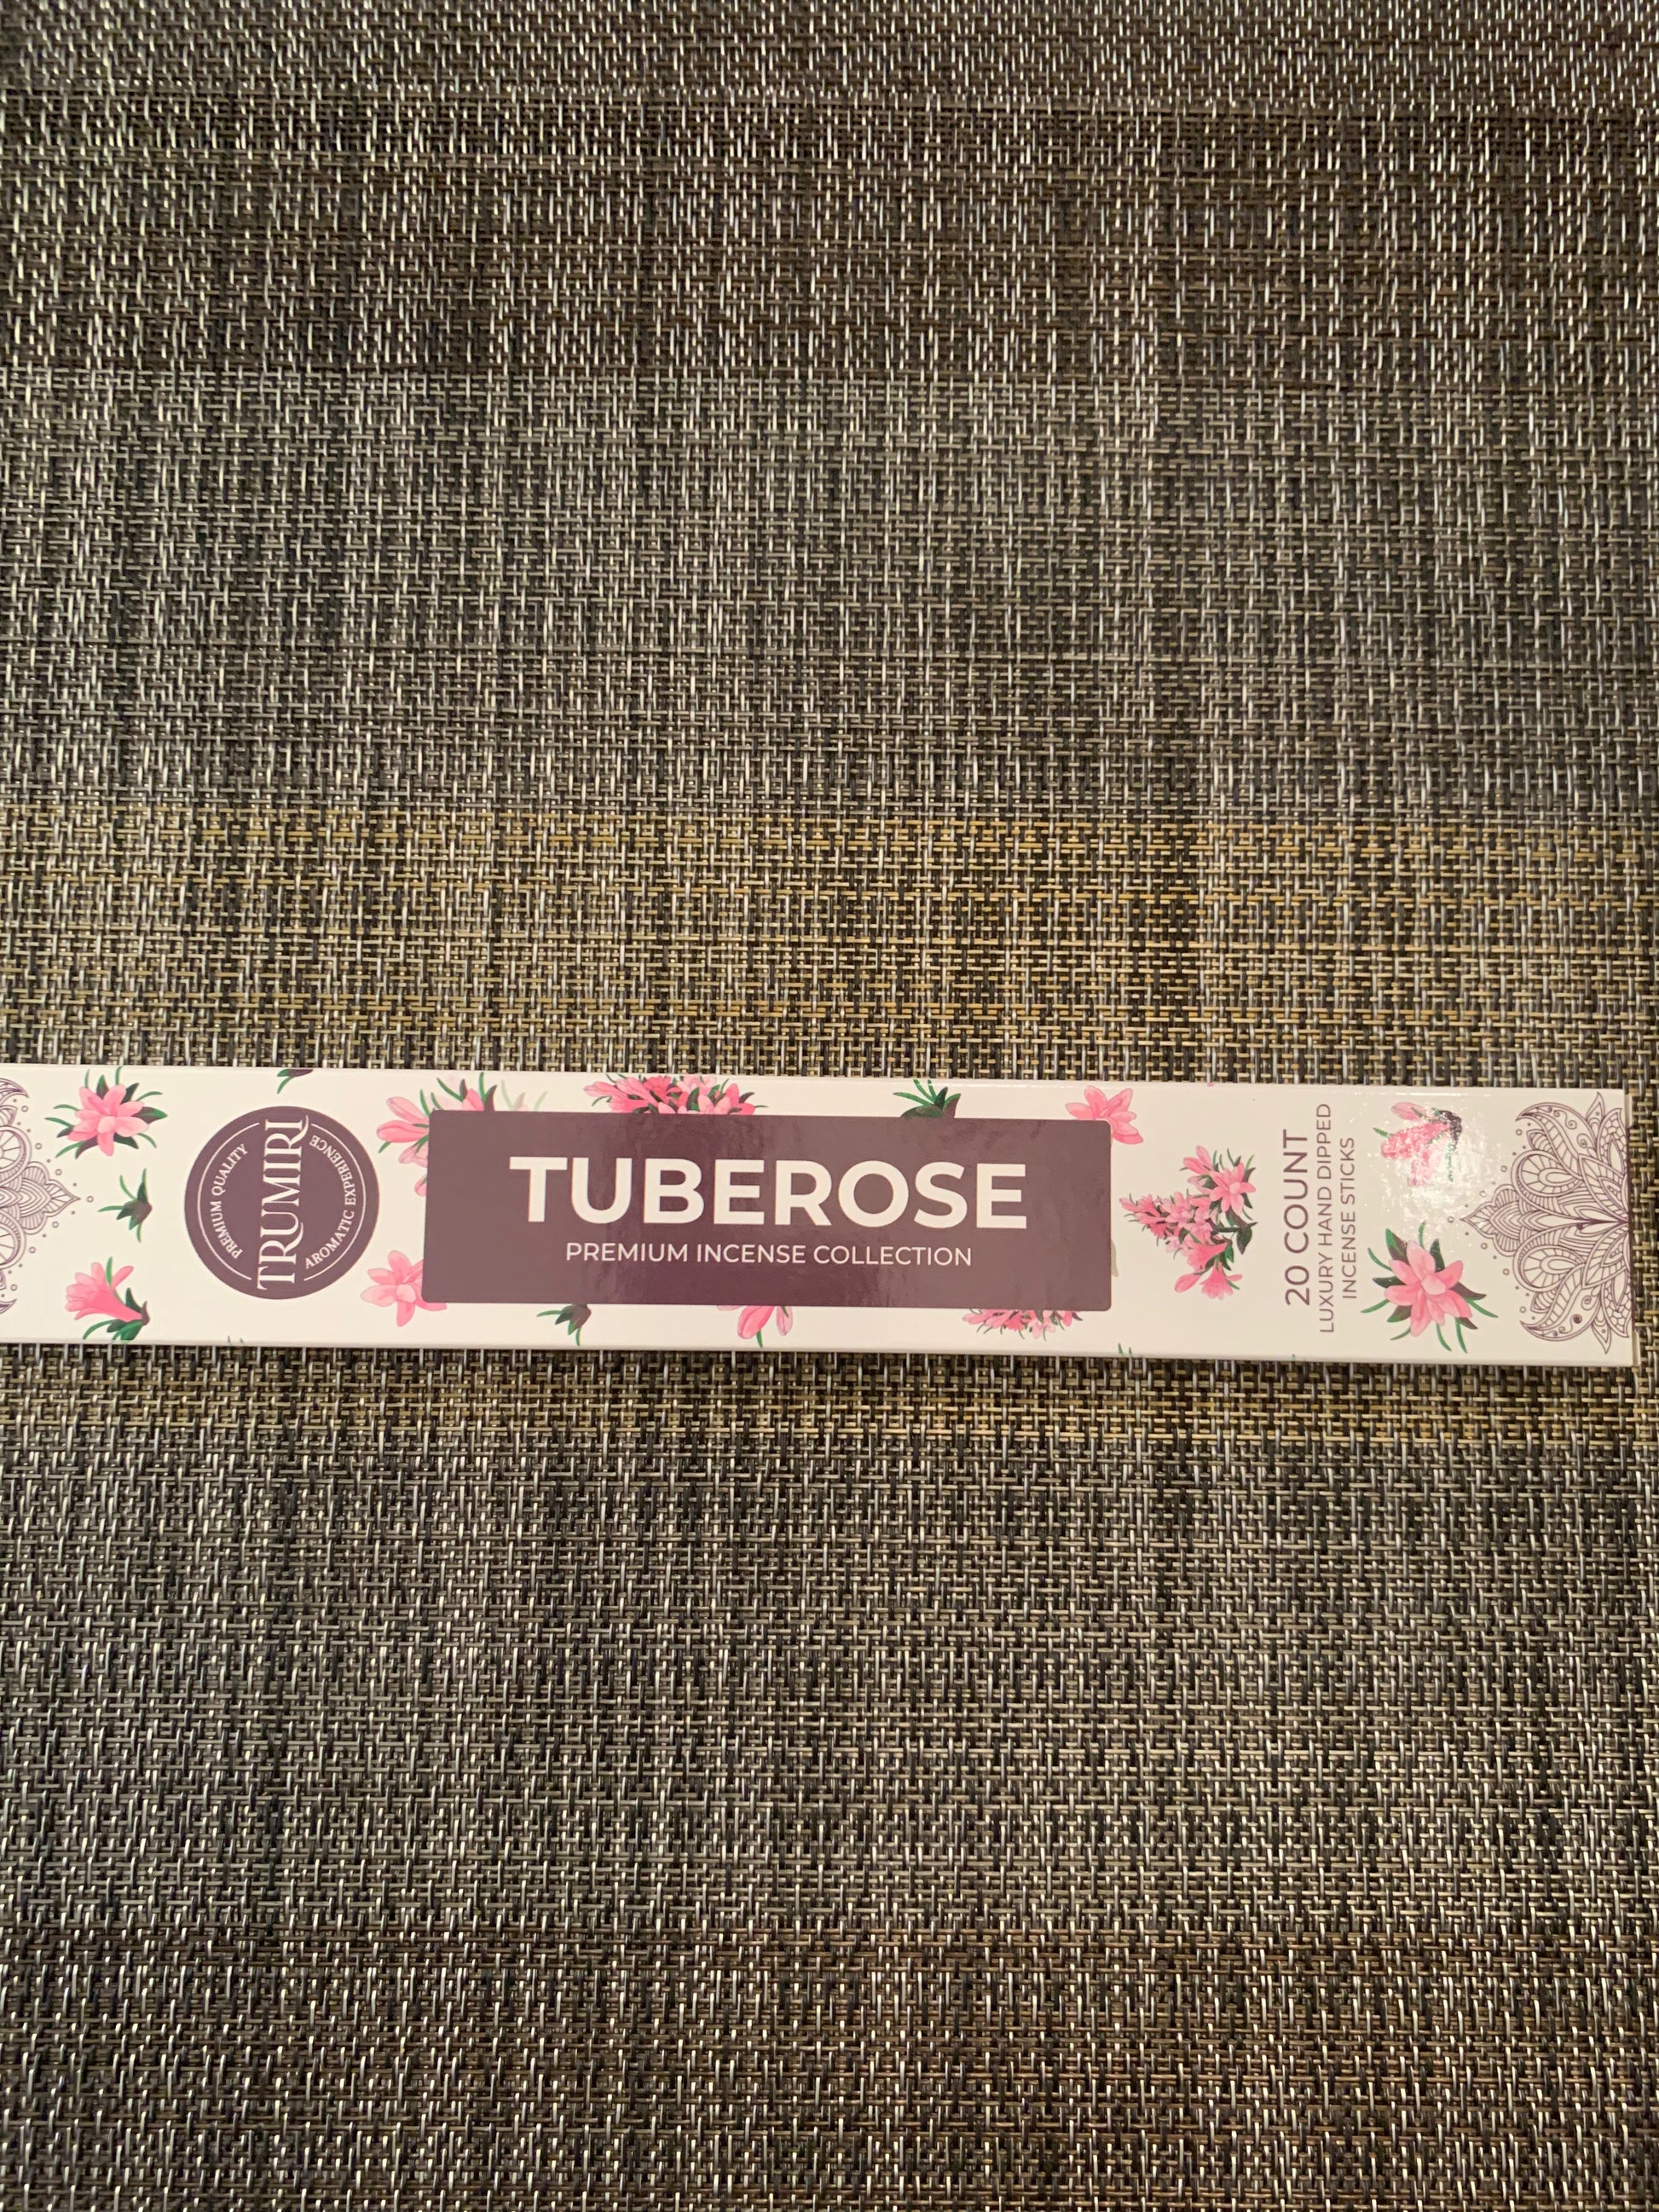 PREMIUM QUALITY
TRUMIRI
AROMATIC EXPERIENCE
TUBEROSE
PREMIUM INCENSE COLLECTION
20 COUNT
LUXURY HAND DIPPED
INCENSE STICKS